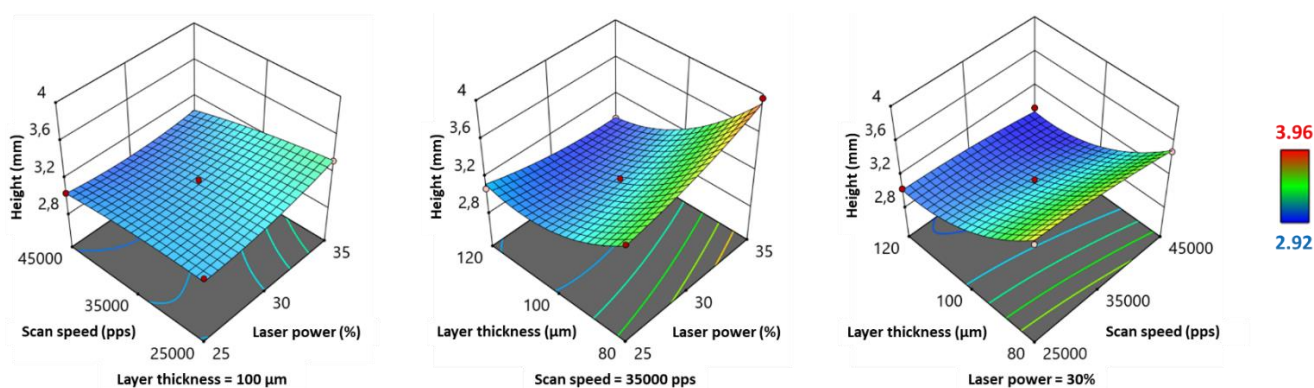 4
3,6
3,2
2,8
Height (mm)
45000
35000
25000
Scan speed (pps)
25
30
35
Laser power (%)
Layer thickness = 100 µm
4
3,6
3,2
2,8
Height (mm)
120
100
80
Layer thickness (µm)
25
30
35
Laser power (%)
Scan speed = 35000 pps
4
3,6
3,2
2,8
Height (mm)
120
100
80
Layer thickness (µm)
25000
35000
45000
Scan speed (pps)
Laser power = 30%
3.96
2.92